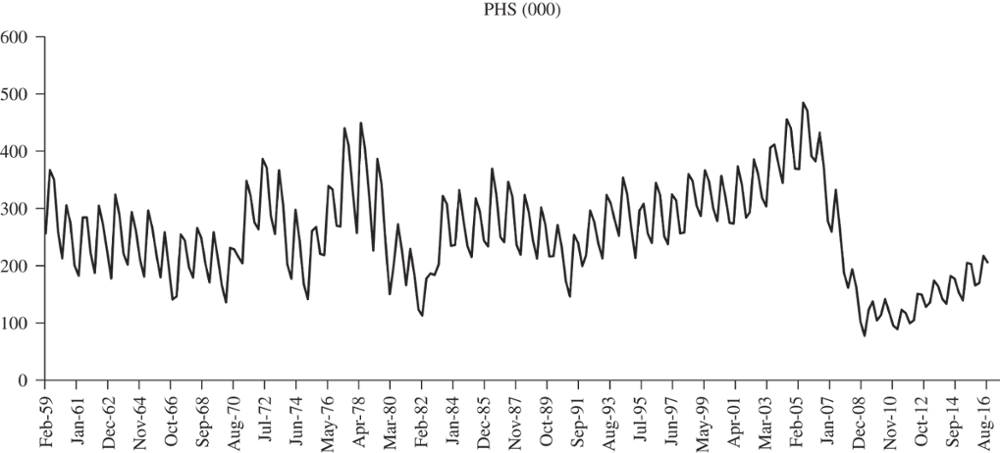 PHS (000)
600
500
400
300
200
100
0
Feb-59
Jan-61
Dec-62
Nov-64
Oct-66
Sep-68
Aug-70
Jul-72
Jun-74
May-76
Apr-78
Mar-80
Feb-82
Jan-84
Dec-85
Nov-87
Oct-89
Sep-91
Aug-93
Jul-95
Jun-97
May-99
Apr-01
Mar-03
Feb-05
Jan-07
Dec-08
Nov-10
Oct-12
Sep-14
Aug-16